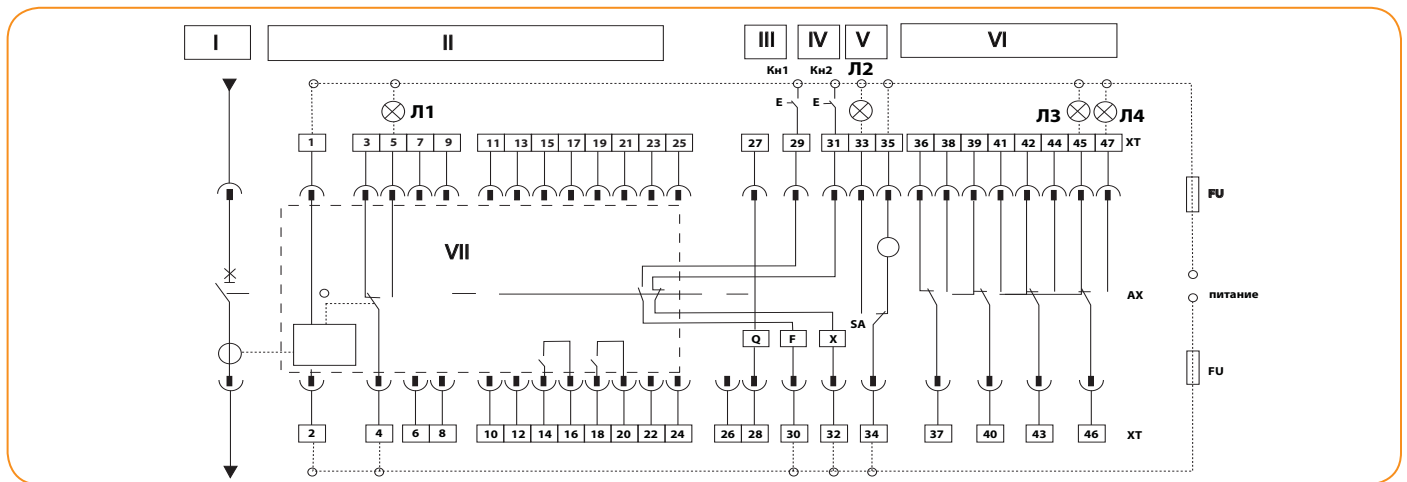 I II III IV V VI
Кн1 Кн2 Л2
Л1 E E Л3 Л4
1 3 5 7 9 11 13 15 17 19 21 23 25 27 29 31 33 35 36 38 39 41 42 44 45 47 XT
FU
VII
AX питание
SA
Q F X
FU
2 4 6 8 10 12 14 16 18 20 22 24 26 28 30 32 34 37 40 43 46 XT